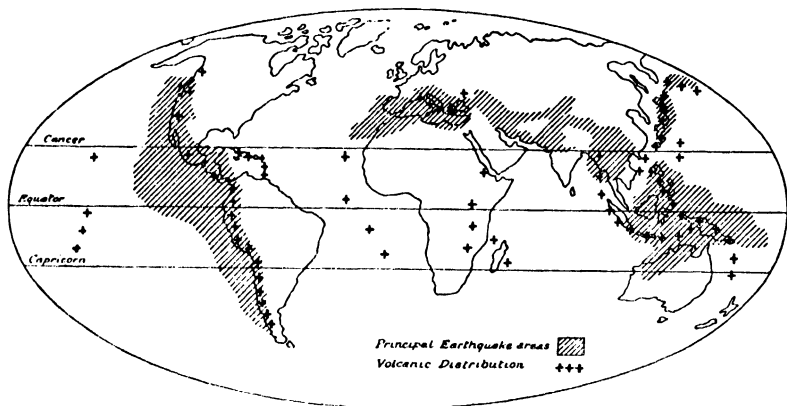 Cancer
Equator
Capricorn
Principal Earthquake areas
Volcanic Distribution +++